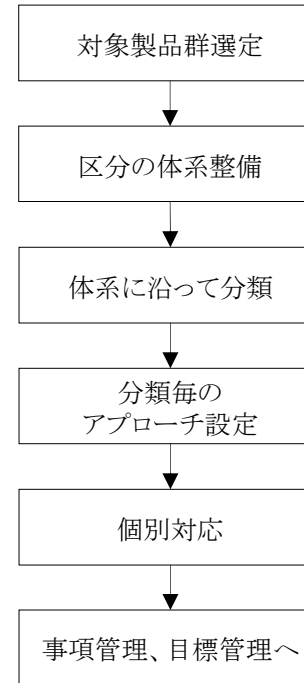 対象製品群選定
区分の体系整備
体系に沿って分類
分類毎の
アプローチ設定
個別対応
事項管理、目標管理へ